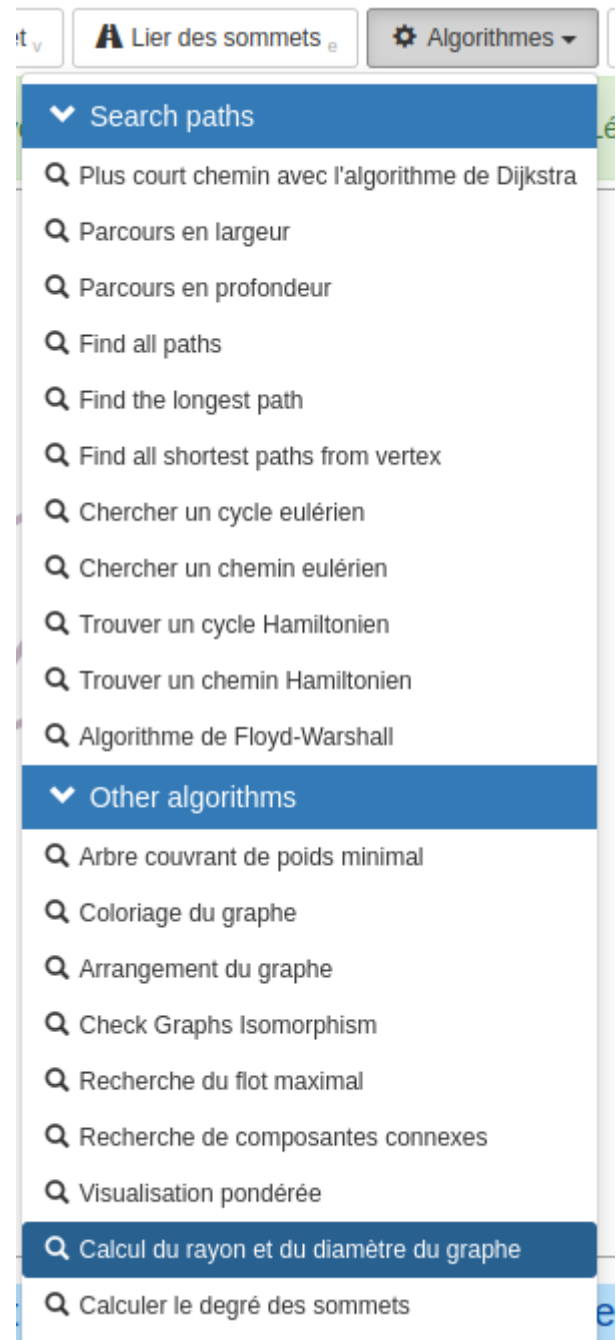 t v Lier des sommets e Algorithmes
Search paths
Plus court chemin avec l'algorithme de Dijkstra
Parcours en largeur
Parcours en profondeur
Find all paths
Find the longest path
Find all shortest paths from vertex
Chercher un cycle eulérien
Chercher un chemin eulérien
Trouver un cycle Hamiltonien
Trouver un chemin Hamiltonien
Algorithme de Floyd-Warshall
Other algorithms
Arbre couvrant de poids minimal
Coloriage du graphe
Arrangement du graphe
Check Graphs Isomorphism
Recherche du flot maximal
Recherche de composantes connexes
Visualisation pondérée
Calcul du rayon et du diamètre du graphe
Calculer le degré des sommets